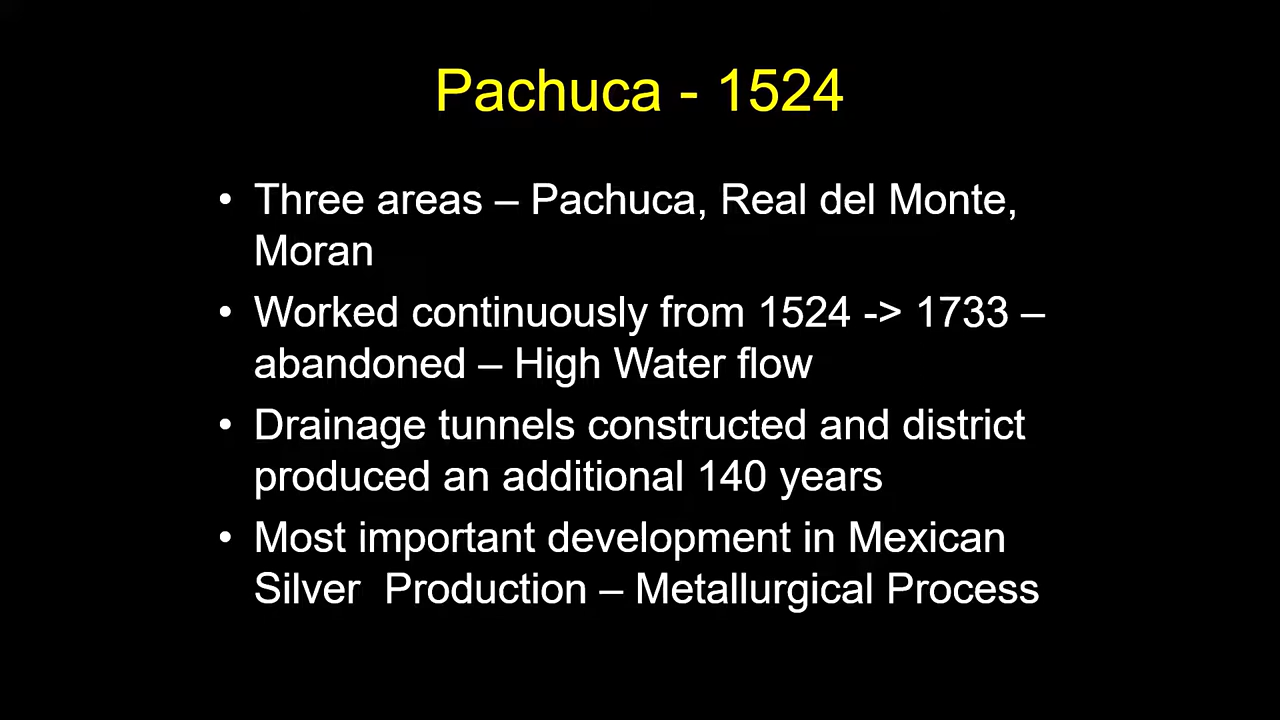 Pachuca - 1524
• Three areas – Pachuca, Real del Monte,
Moran
• Worked continuously from 1524 -> 1733 –
abandoned – High Water flow
• Drainage tunnels constructed and district
produced an additional 140 years
• Most important development in Mexican
Silver  Production – Metallurgical Process